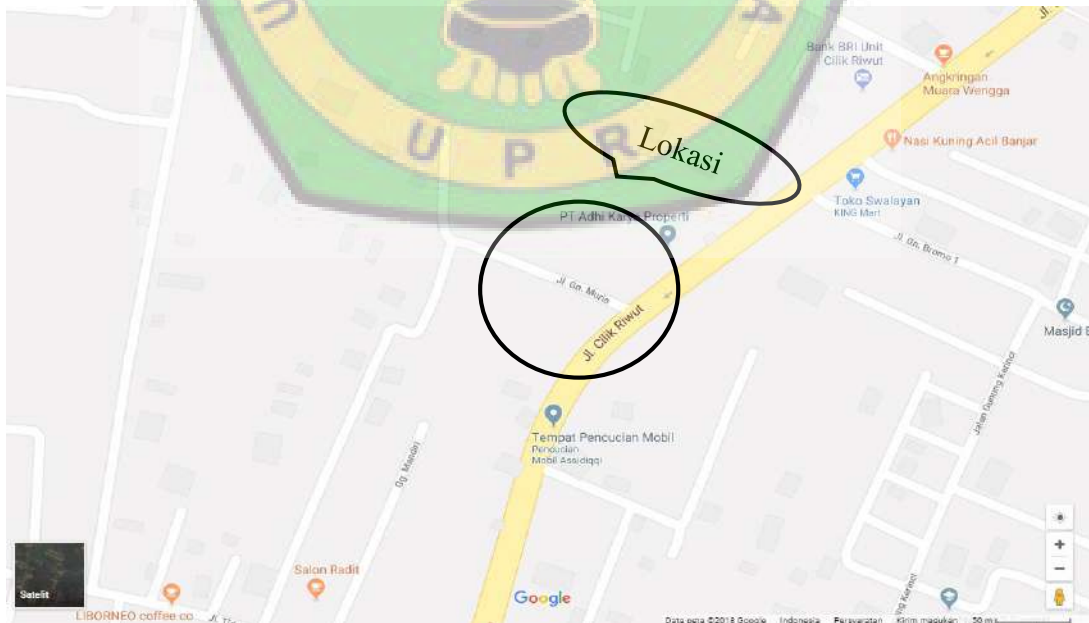 U
A
U P R
Lokasi
Bank BRI Unit
Cilik Riwut
Angkringan
Muara Wengga
Nasi Kuning Acil Banjar
Toko Swalayan
KING Mart
PT Adhi Karya Properti
Jl. Gn. Bromo 1
Jl. Gn. Muria
Jl. Cilik Riwut
Masjid B
Jalan Gunung Kerinci
Tempat Pencucian Mobil
Pencucian
Mobil Assidiqqi
Gg. Mandiri
Salon Radit
Satelit
LIBORNEO coffee co
Google
Data peta ©2018 Google Indonesia Persyaratan Kirim masukan 50 m